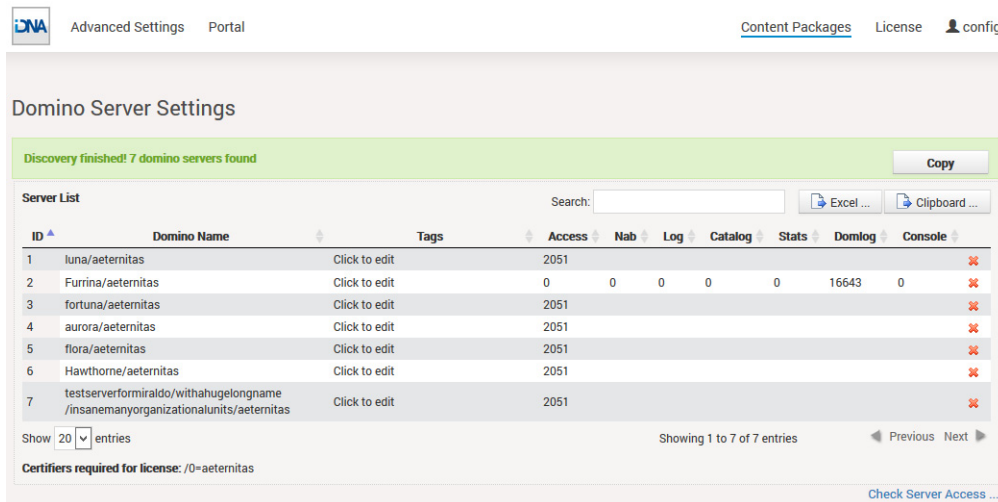 iDNA Advanced Settings Portal Content Packages License config
Domino Server Settings
Discovery finished! 7 domino servers found Copy
Server List Search: Excel ... Clipboard ...
ID Domino Name Tags Access Nab Log Catalog Stats Domlog Console
1 luna/aeternitas Click to edit 2051
2 Furrina/aeternitas Click to edit 0 0 0 0 0 16643 0
3 fortuna/aeternitas Click to edit 2051
4 aurora/aeternitas Click to edit 2051
5 flora/aeternitas Click to edit 2051
6 Hawthorne/aeternitas Click to edit 2051
7 testserverformiraldo/withahugelongname Click to edit 2051
/insanemanyorganizationalunits/aeternitas
Show 20 entries Showing 1 to 7 of 7 entries Previous Next
Certifiers required for license: /0=aeternitas
Check Server Access ...